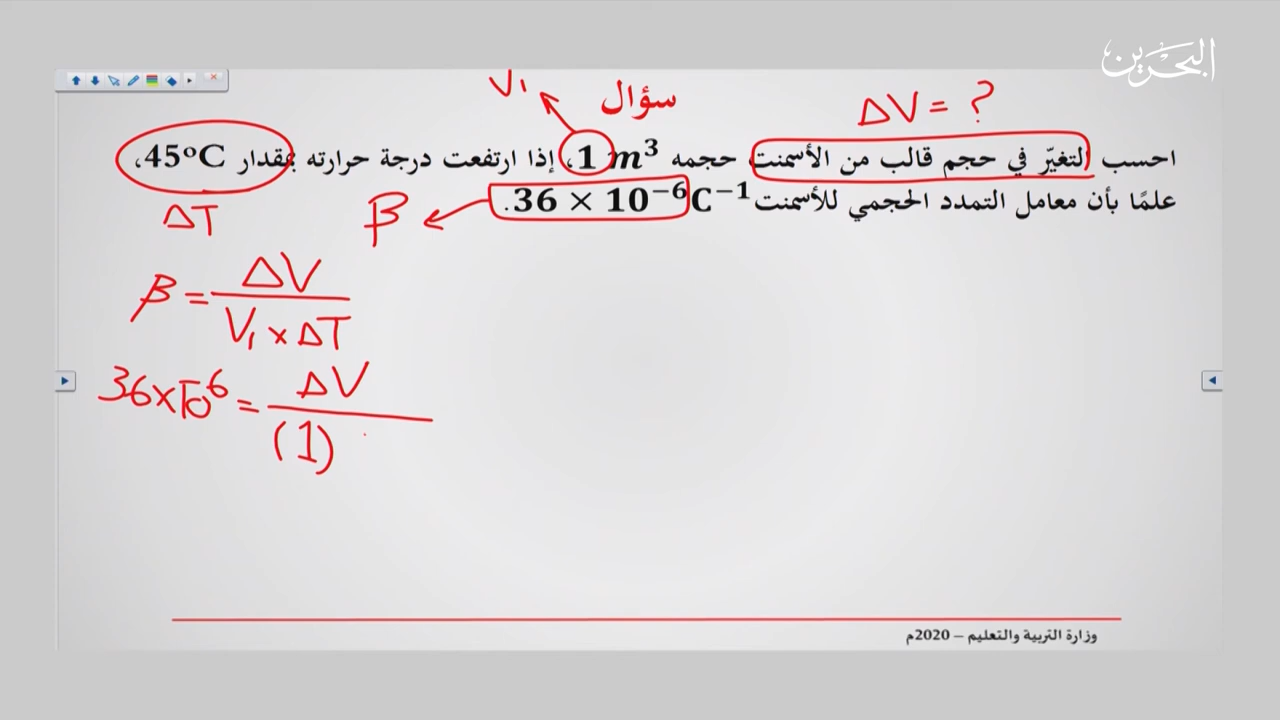 البحرين
V₁
سؤال
ΔV = ?
احسب التغيّر في حجم قالب من الأسمنت حجمه 1 m³، إذا ارتفعت درجة حرارته بمقدار 45°C،
علمًا بأن معامل التمدد الحجمي للأسمنت 36 × 10⁻⁶ C⁻¹.
ΔT
β
β = ΔV / V₁ × ΔT
36×10⁻⁶ = ΔV / (1)
وزارة التربية والتعليم – 2020م